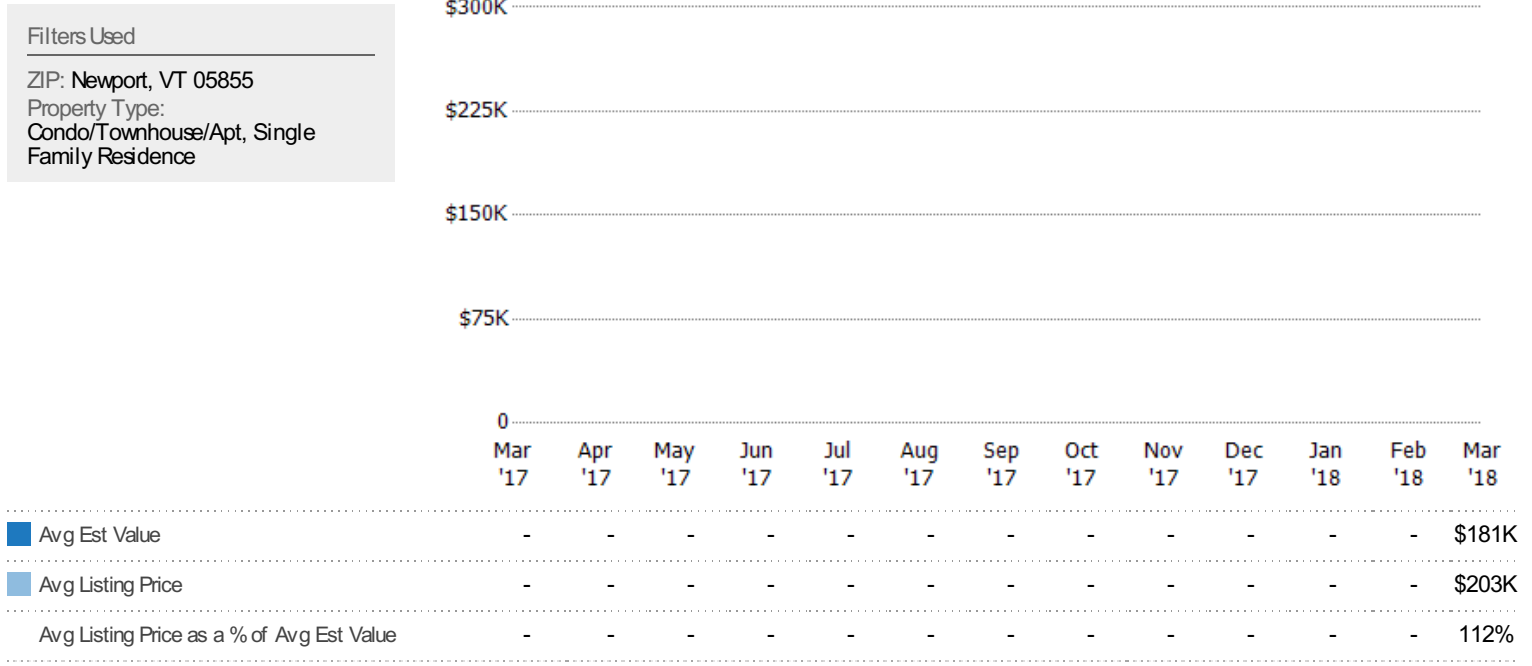 Filters Used
ZIP: Newport, VT 05855
Property Type:
Condo/Townhouse/Apt, Single
Family Residence
$300K
$225K
$150K
$75K
0
Mar Apr May Jun Jul Aug Sep Oct Nov Dec Jan Feb Mar
'17 '17 '17 '17 '17 '17 '17 '17 '17 '17 '18 '18 '18
Avg Est Value - - - - - - - - - - - - $181K
Avg Listing Price - - - - - - - - - - - - $203K
Avg Listing Price as a % of Avg Est Value - - - - - - - - - - - - 112%